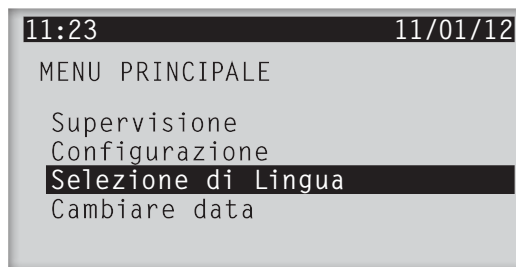 11:23 11/01/12
MENU PRINCIPALE
Supervisione
Configurazione
Selezione di Lingua
Cambiare data